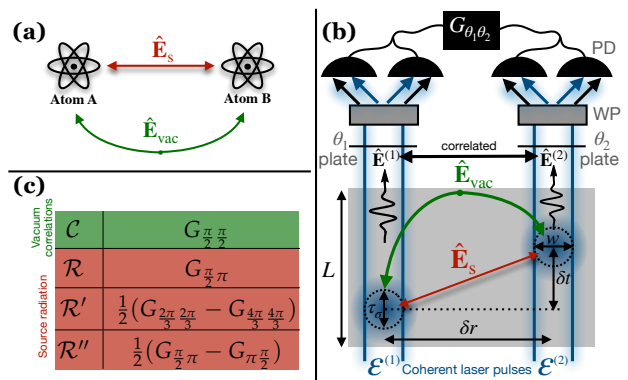 (a)
Ê_s
Atom A
Atom B
Ê_vac
(c)
Vacuum correlations
Source radiation
𝒞 G_{π/2 π/2}
ℛ G_{π/2 π}
ℛ′ 1/2(G_{2π/3 2π/3} − G_{4π/3 4π/3})
ℛ″ 1/2(G_{π/2 π} − G_{π π/2})
(b)
G_{θ₁θ₂}
PD
WP
θ₁ plate
θ₂ plate
correlated
Ê⁽¹⁾
Ê⁽²⁾
Ê_vac
L
w
Ê_s
δt
τ_σ
δr
𝓔⁽¹⁾ Coherent laser pulses 𝓔⁽²⁾